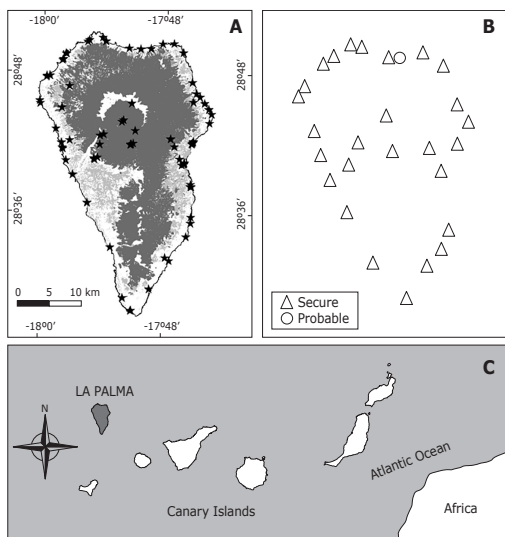 -18º0′
-17º48′
A
28º48′
28º36′
0
5
10 km
-18º0′
-17º48′
B
28º48′
28º36′
Secure
Probable
C
LA PALMA
N
Canary Islands
Atlantic Ocean
Africa